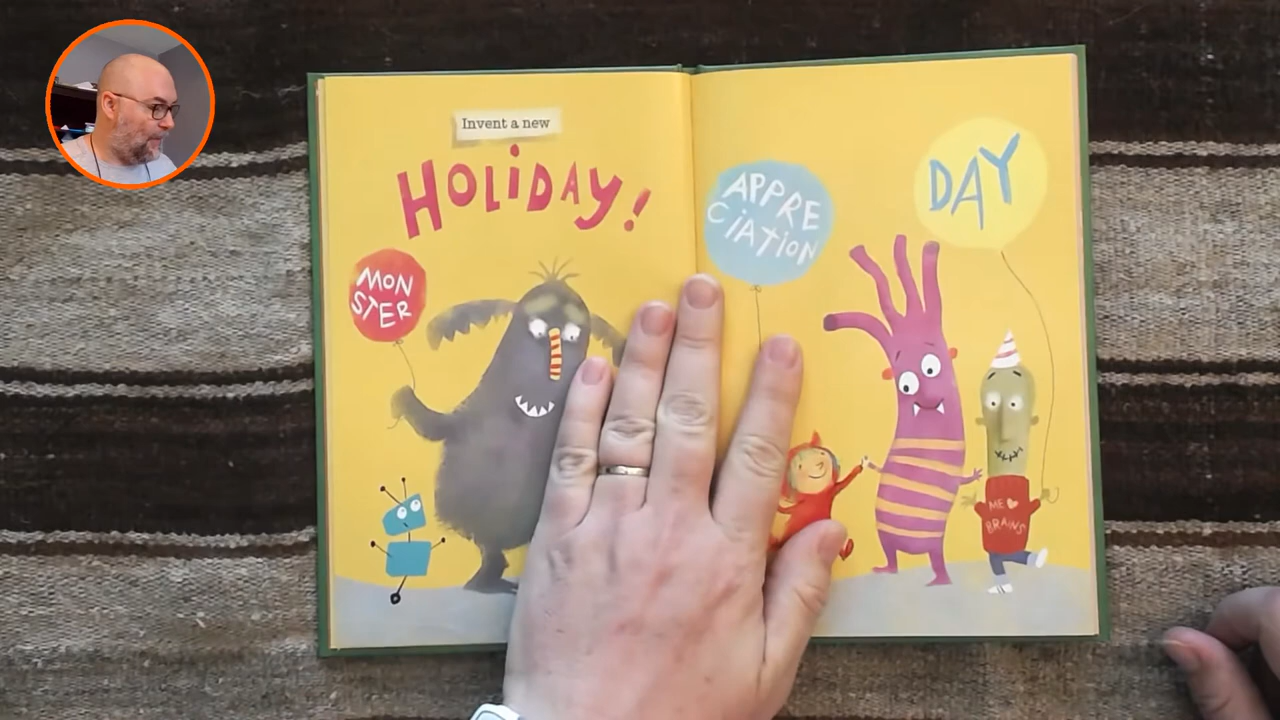 Invent a new
HOLiDAy!
MON
STER
APPRE
CiATiON
DAY
ME
BRAINS